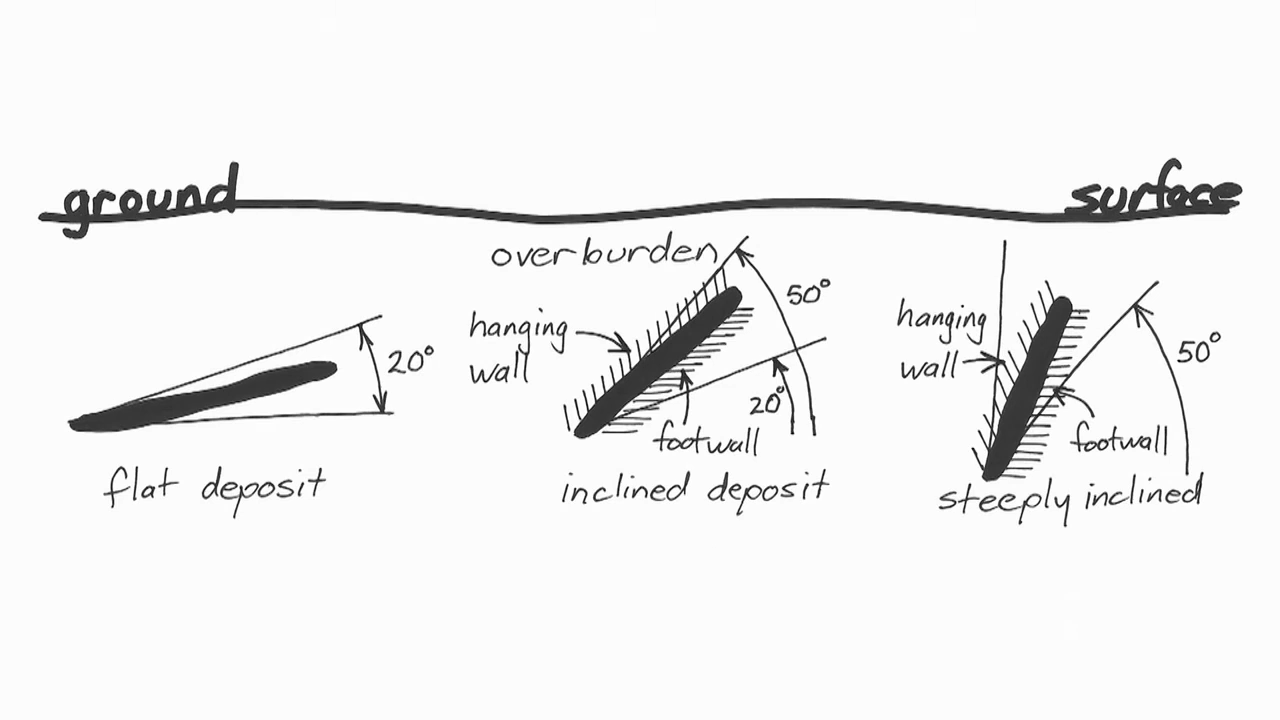 ground
surface
overburden
20°
flat deposit
hanging
wall
50°
20°
footwall
inclined deposit
hanging
wall
50°
footwall
steeply inclined